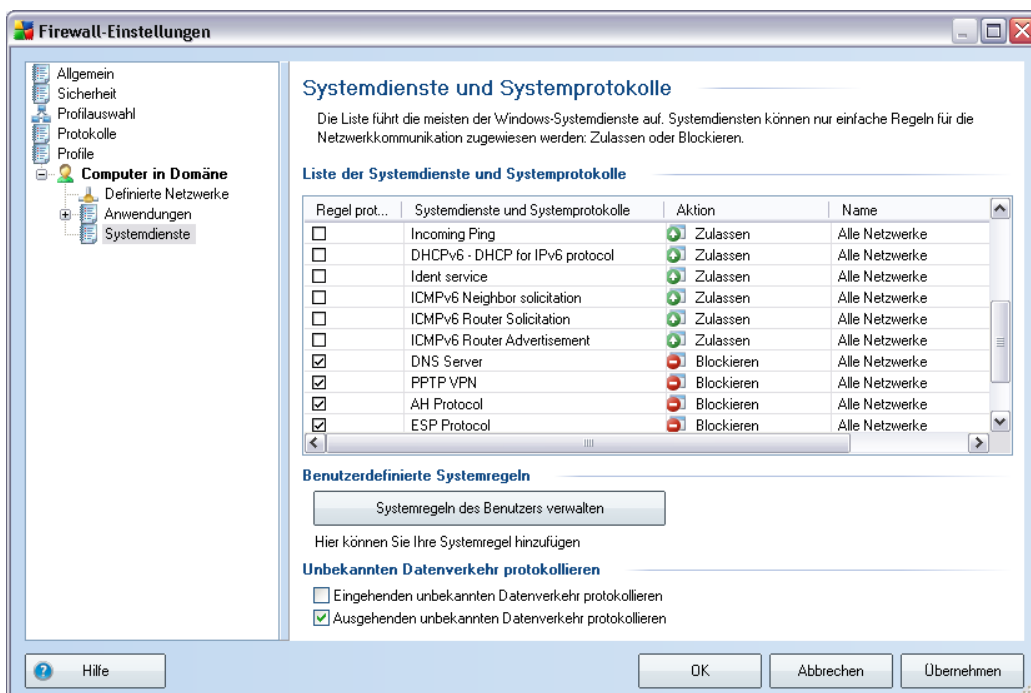 Firewall-Einstellungen
Allgemein
Sicherheit
Profilauswahl
Protokolle
Profile
Computer in Domäne
Definierte Netzwerke
Anwendungen
Systemdienste
Systemdienste und Systemprotokolle
Die Liste führt die meisten der Windows-Systemdienste auf. Systemdiensten können nur einfache Regeln für die
Netzwerkkommunikation zugewiesen werden: Zulassen oder Blockieren.
Liste der Systemdienste und Systemprotokolle
Regel prot... Systemdienste und Systemprotokolle Aktion Name
Incoming Ping Zulassen Alle Netzwerke
DHCPv6 - DHCP for IPv6 protocol Zulassen Alle Netzwerke
Ident service Zulassen Alle Netzwerke
ICMPv6 Neighbor solicitation Zulassen Alle Netzwerke
ICMPv6 Router Solicitation Zulassen Alle Netzwerke
ICMPv6 Router Advertisement Zulassen Alle Netzwerke
DNS Server Blockieren Alle Netzwerke
PPTP VPN Blockieren Alle Netzwerke
AH Protocol Blockieren Alle Netzwerke
ESP Protocol Blockieren Alle Netzwerke
Benutzerdefinierte Systemregeln
Systemregeln des Benutzers verwalten
Hier können Sie Ihre Systemregel hinzufügen
Unbekannten Datenverkehr protokollieren
Eingehenden unbekannten Datenverkehr protokollieren
Ausgehenden unbekannten Datenverkehr protokollieren
Hilfe OK Abbrechen Übernehmen